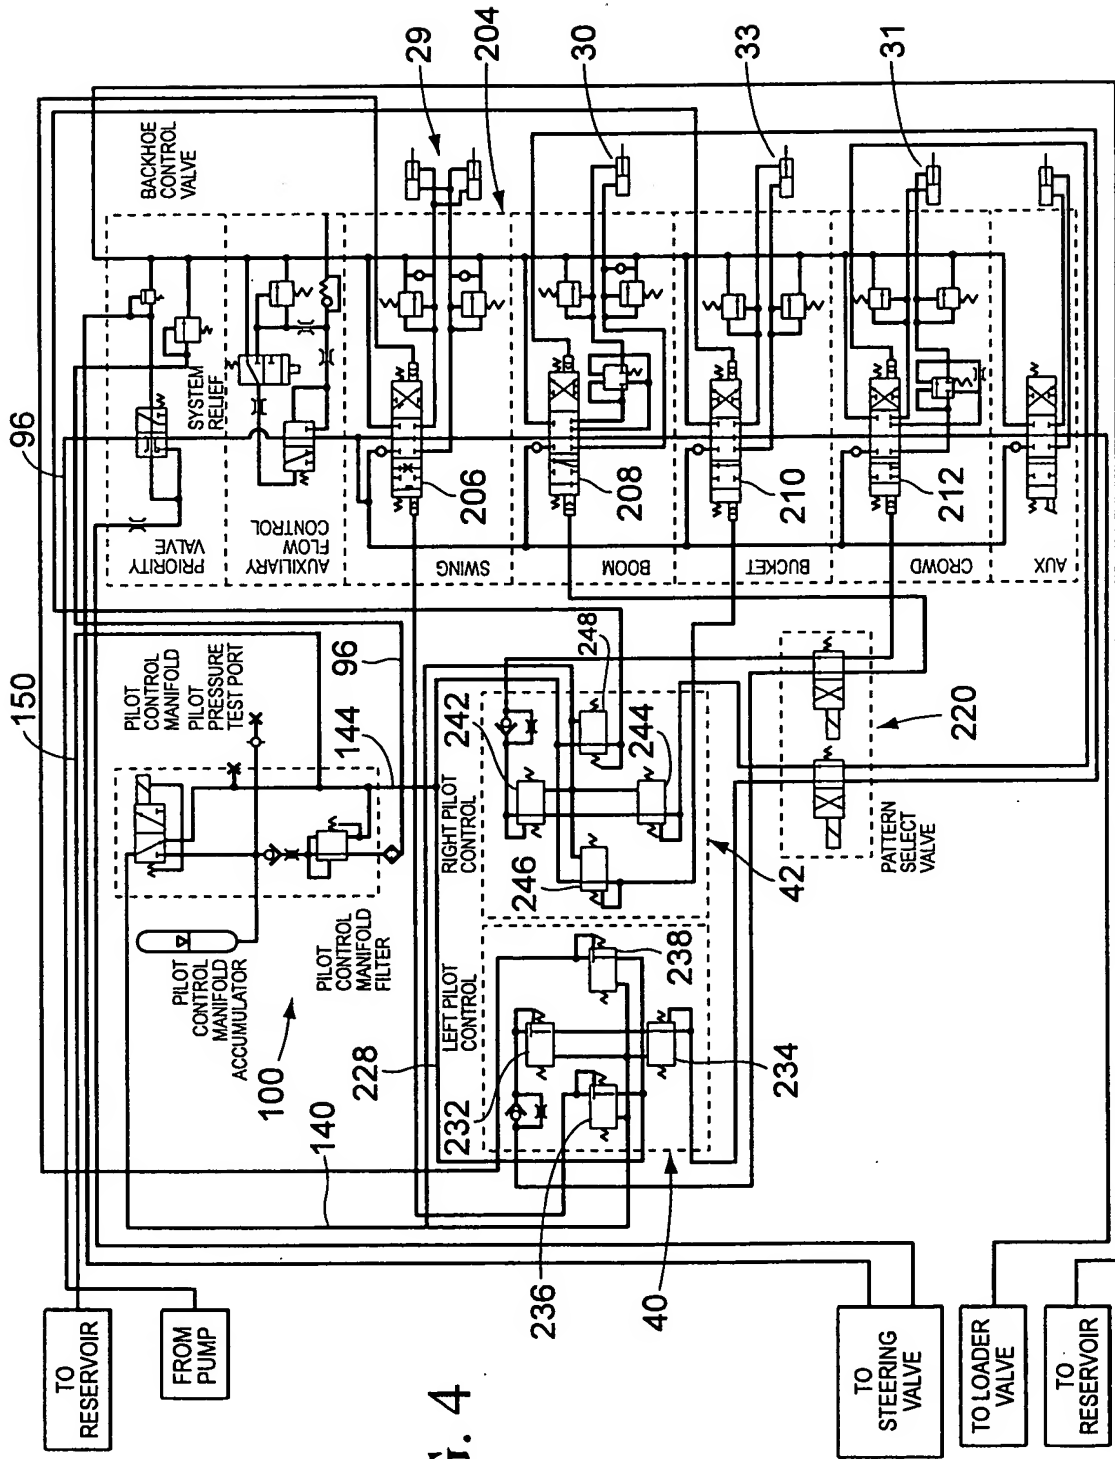 150
96
BACKHOE
CONTROL
VALVE
29
204
30
33
31
PRIORITY
VALVE
SYSTEM
RELIEF
AUXILIARY
FLOW
CONTROL
SWING
BOOM
BUCKET
CROWD
AUX
206
208
210
212
PILOT
CONTROL
MANIFOLD
PILOT
PRESSURE
TEST PORT
144
96
PILOT
CONTROL
MANIFOLD
ACCUMULATOR
PILOT
CONTROL
MANIFOLD
FILTER
100
140
228
RIGHT PILOT
CONTROL
242
248
244
246
42
LEFT PILOT
CONTROL
232
238
234
236
40
220
PATTERN
SELECT
VALVE
TO
RESERVOIR
FROM
PUMP
TO
STEERING
VALVE
TO LOADER
VALVE
TO
RESERVOIR
4